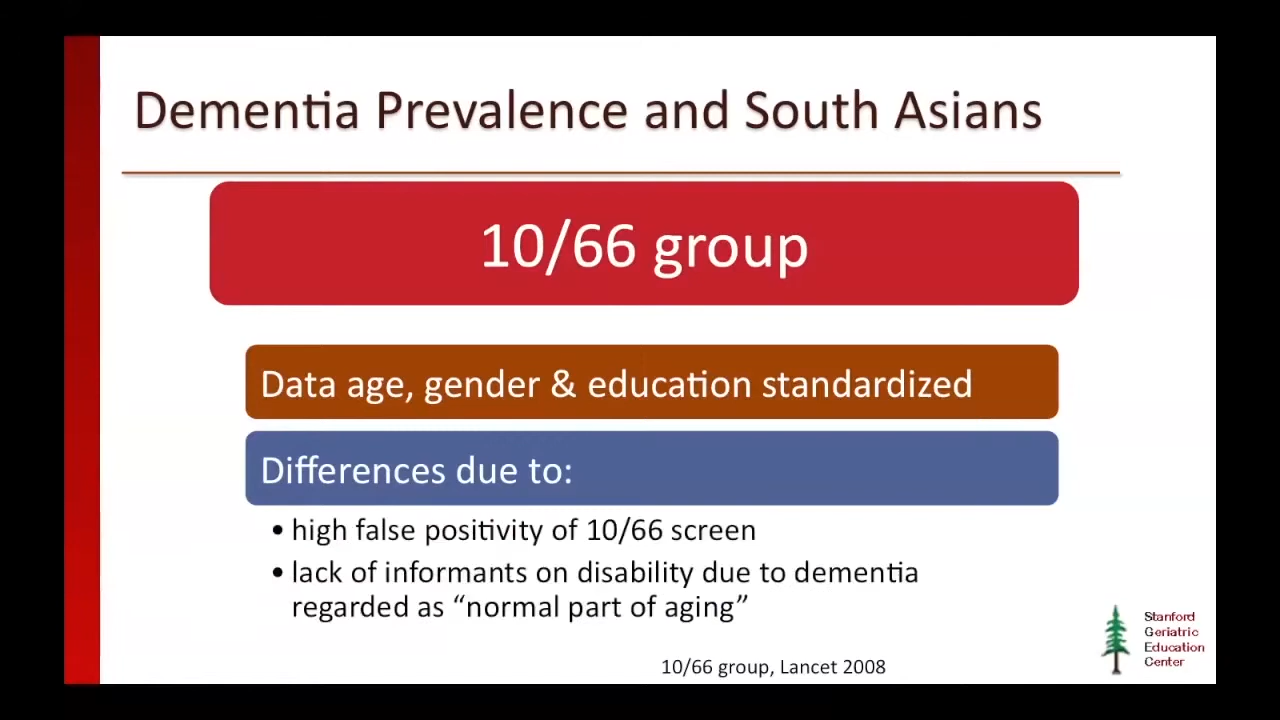 Dementia Prevalence and South Asians
10/66 group
Data age, gender & education standardized
Differences due to:
• high false positivity of 10/66 screen
• lack of informants on disability due to dementia
regarded as “normal part of aging”
10/66 group, Lancet 2008
Stanford
Geriatric
Education
Center